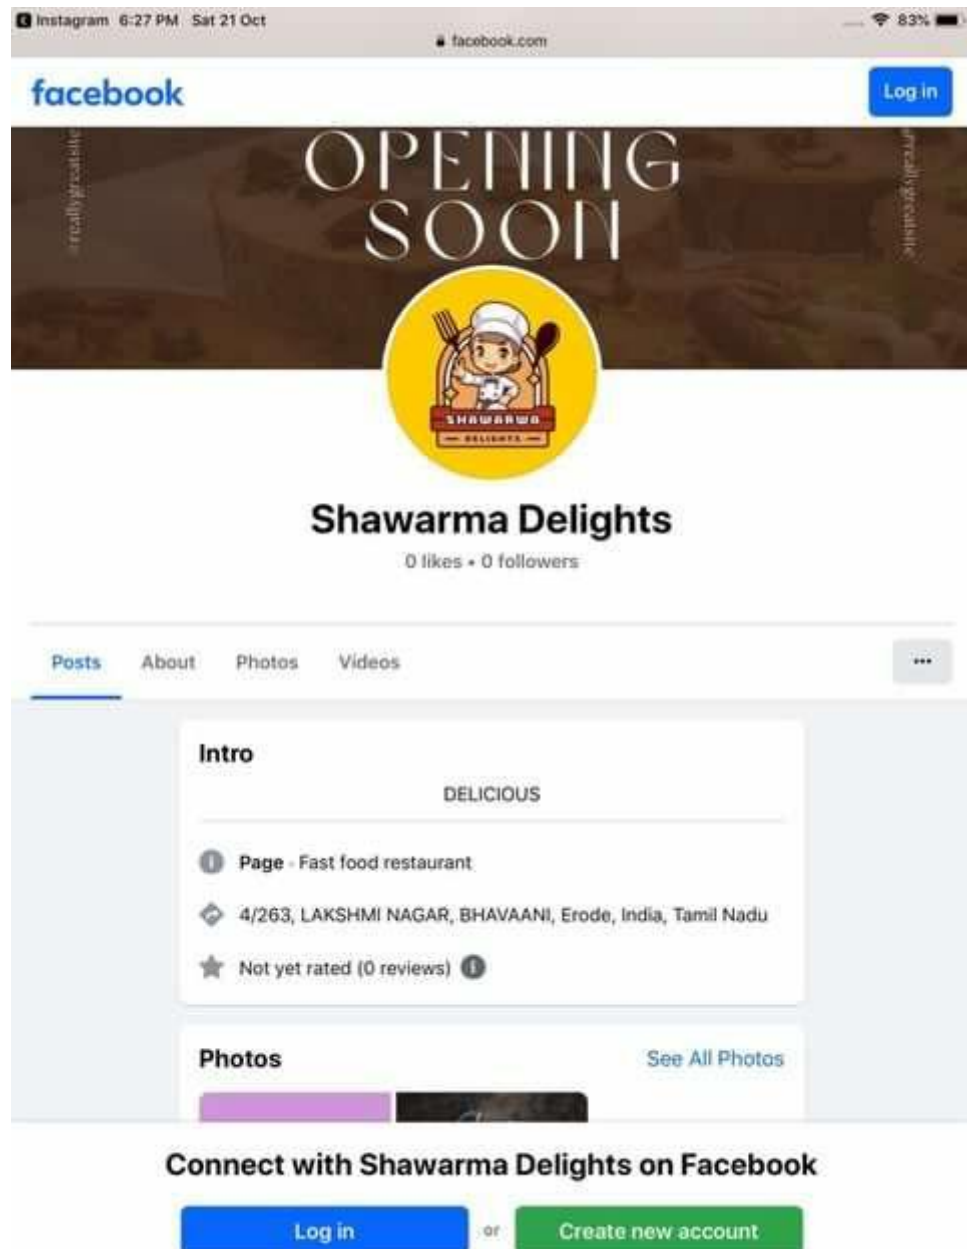 Instagram 6:27 PM Sat 21 Oct 83%
facebook.com
facebook Log in
OPENING
SOON
SHAWARWA
DELIGHTS
Shawarma Delights
0 likes • 0 followers
Posts About Photos Videos ...
Intro
DELICIOUS
Page · Fast food restaurant
4/263, LAKSHMI NAGAR, BHAVAANI, Erode, India, Tamil Nadu
Not yet rated (0 reviews)
Photos See All Photos
Connect with Shawarma Delights on Facebook
Log in or Create new account